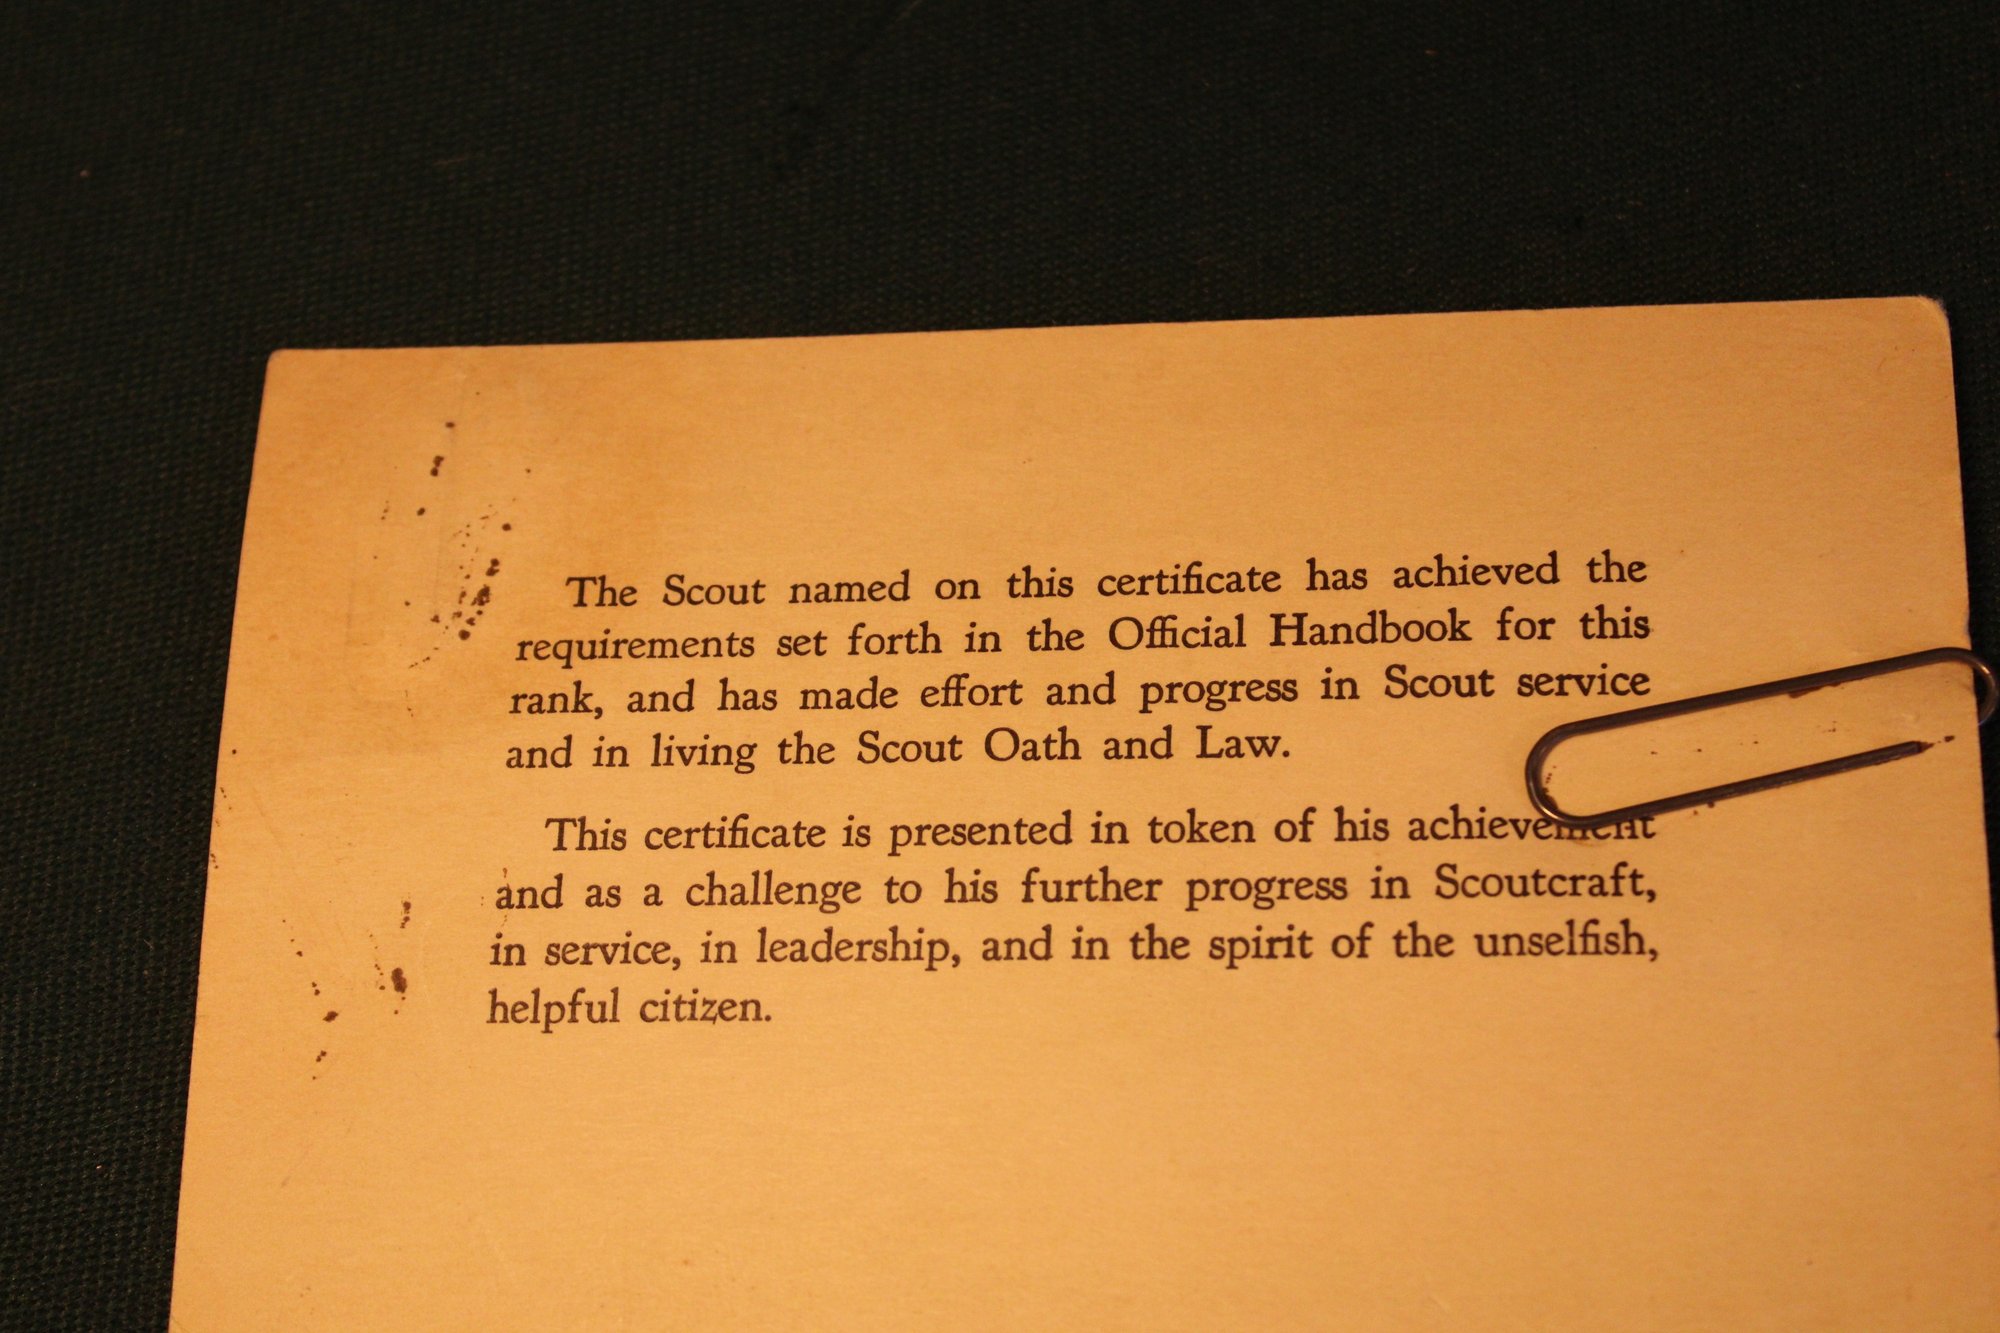 The Scout named on this certificate has achieved the
requirements set forth in the Official Handbook for this
rank, and has made effort and progress in Scout service
and in living the Scout Oath and Law.
This certificate is presented in token of his achievement
and as a challenge to his further progress in Scoutcraft,
in service, in leadership, and in the spirit of the unselfish,
helpful citizen.